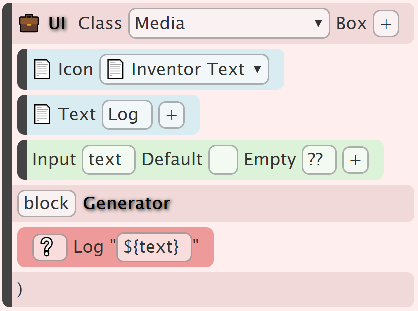 UI Class Media Box +
Icon Inventor Text
Text Log +
Input text Default Empty ?? +
block Generator
? Log "${text} "
)